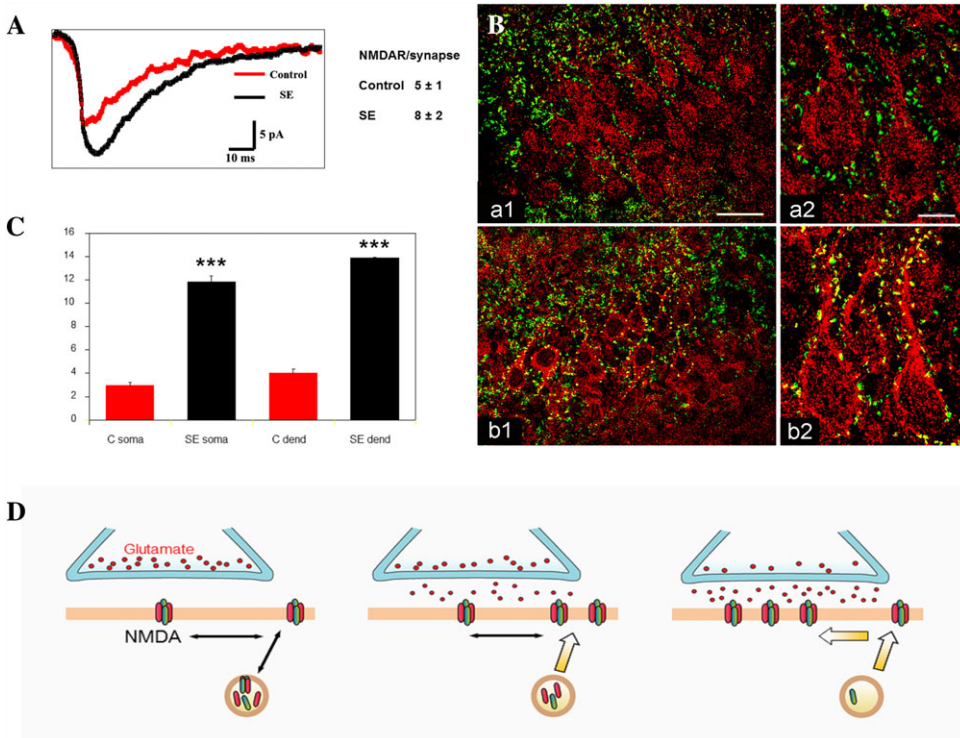 A
Control
SE
5 pA
10 ms
NMDAR/synapse
Control 5 ± 1
SE 8 ± 2
B
a1
a2
b1
b2
C
16
14
12
10
8
6
4
2
0
***
***
C soma
SE soma
C dend
SE dend
D
Glutamate
NMDA